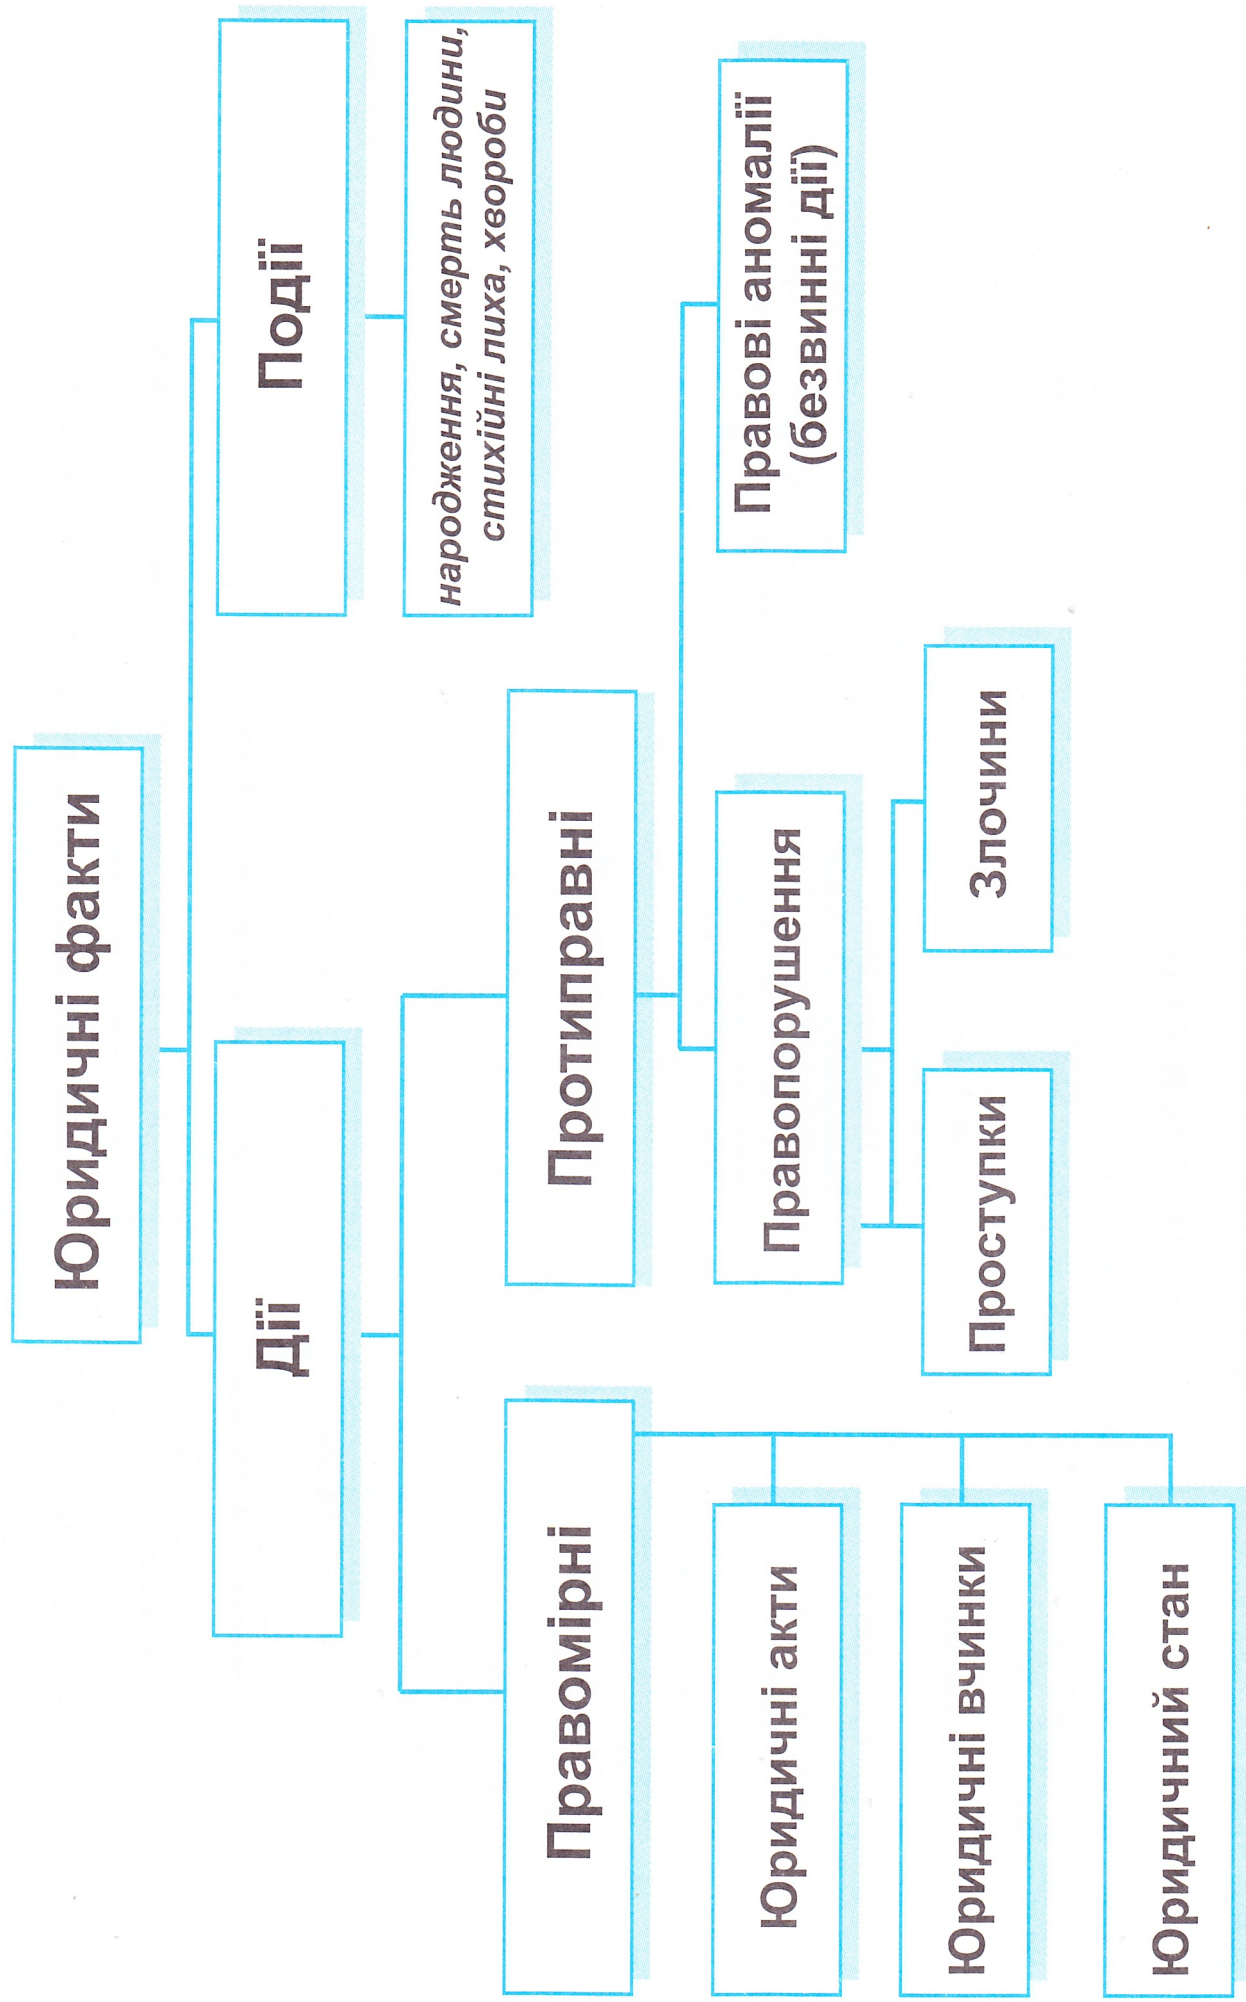 Юридичні факти
Дії
Події
народження, смерть людини,
стихійні лиха, хвороби
Правомірні
Протиправні
Юридичні акти
Юридичні вчинки
Юридичний стан
Правопорушення
Правові аномалії
(безвинні дії)
Проступки
Злочини